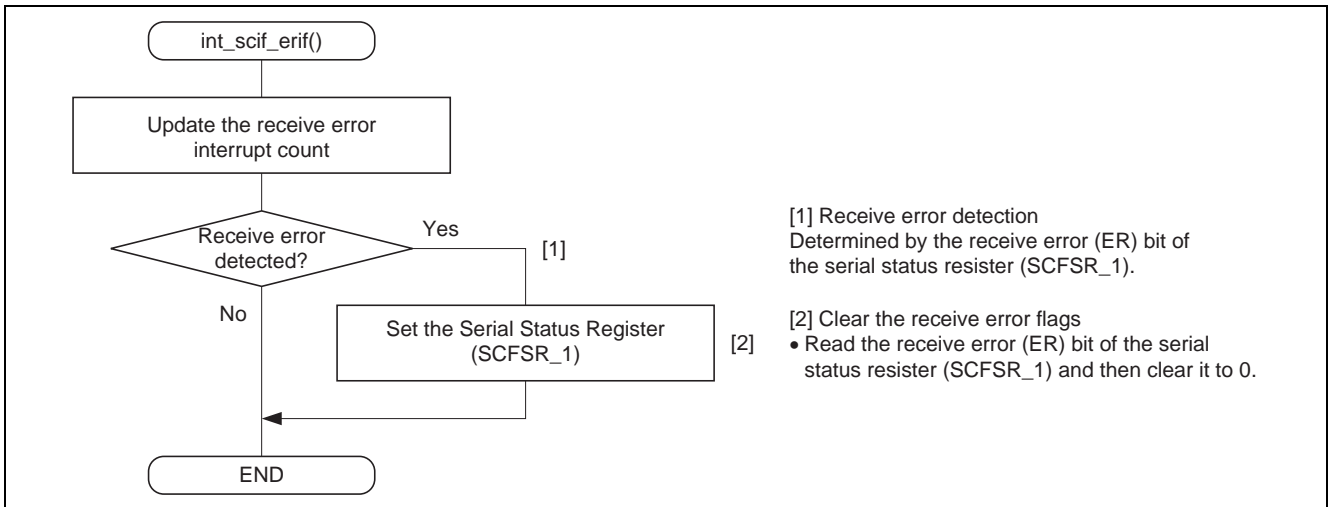 int_scif_erif()
Update the receive error
interrupt count
Receive error
detected?
Yes
[1]
No
Set the Serial Status Register
(SCFSR_1)
[2]
END
[1] Receive error detection
Determined by the receive error (ER) bit of
the serial status resister (SCFSR_1).
[2] Clear the receive error flags
• Read the receive error (ER) bit of the serial
status resister (SCFSR_1) and then clear it to 0.